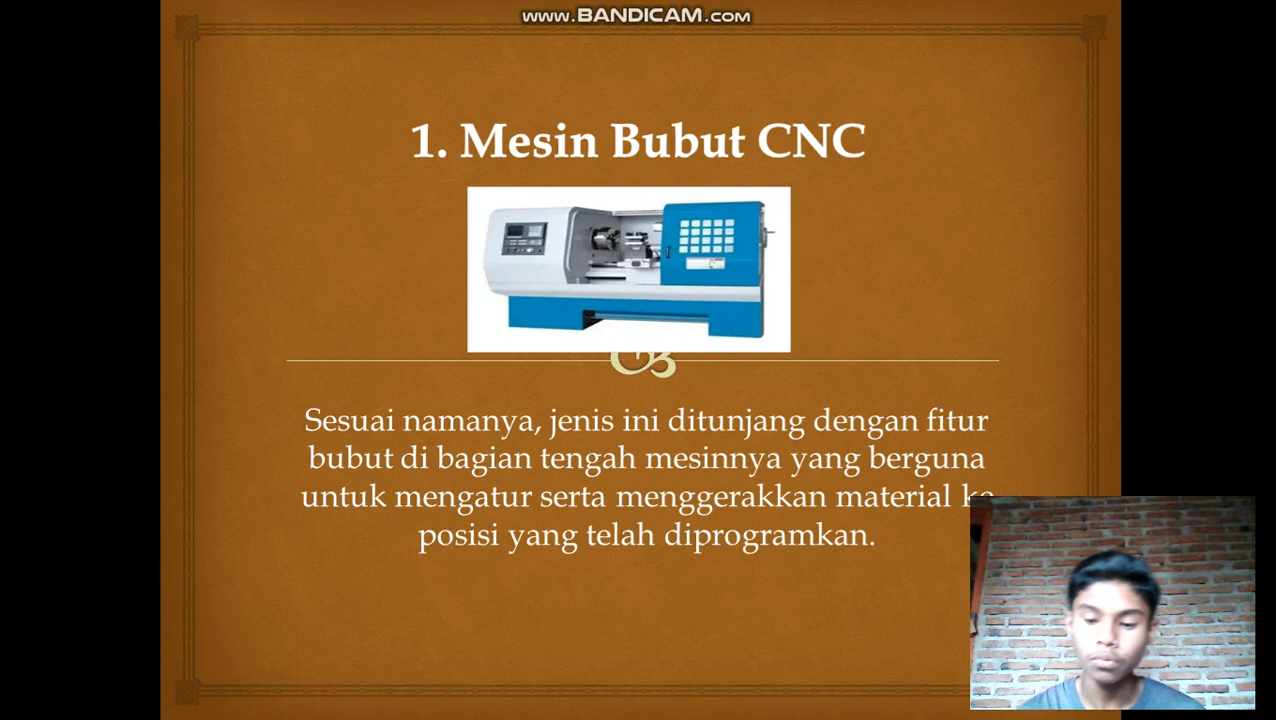 www.BANDICAM.com
1. Mesin Bubut CNC
Sesuai namanya, jenis ini ditunjang dengan fitur
bubut di bagian tengah mesinnya yang berguna
untuk mengatur serta menggerakkan material ke
posisi yang telah diprogramkan.